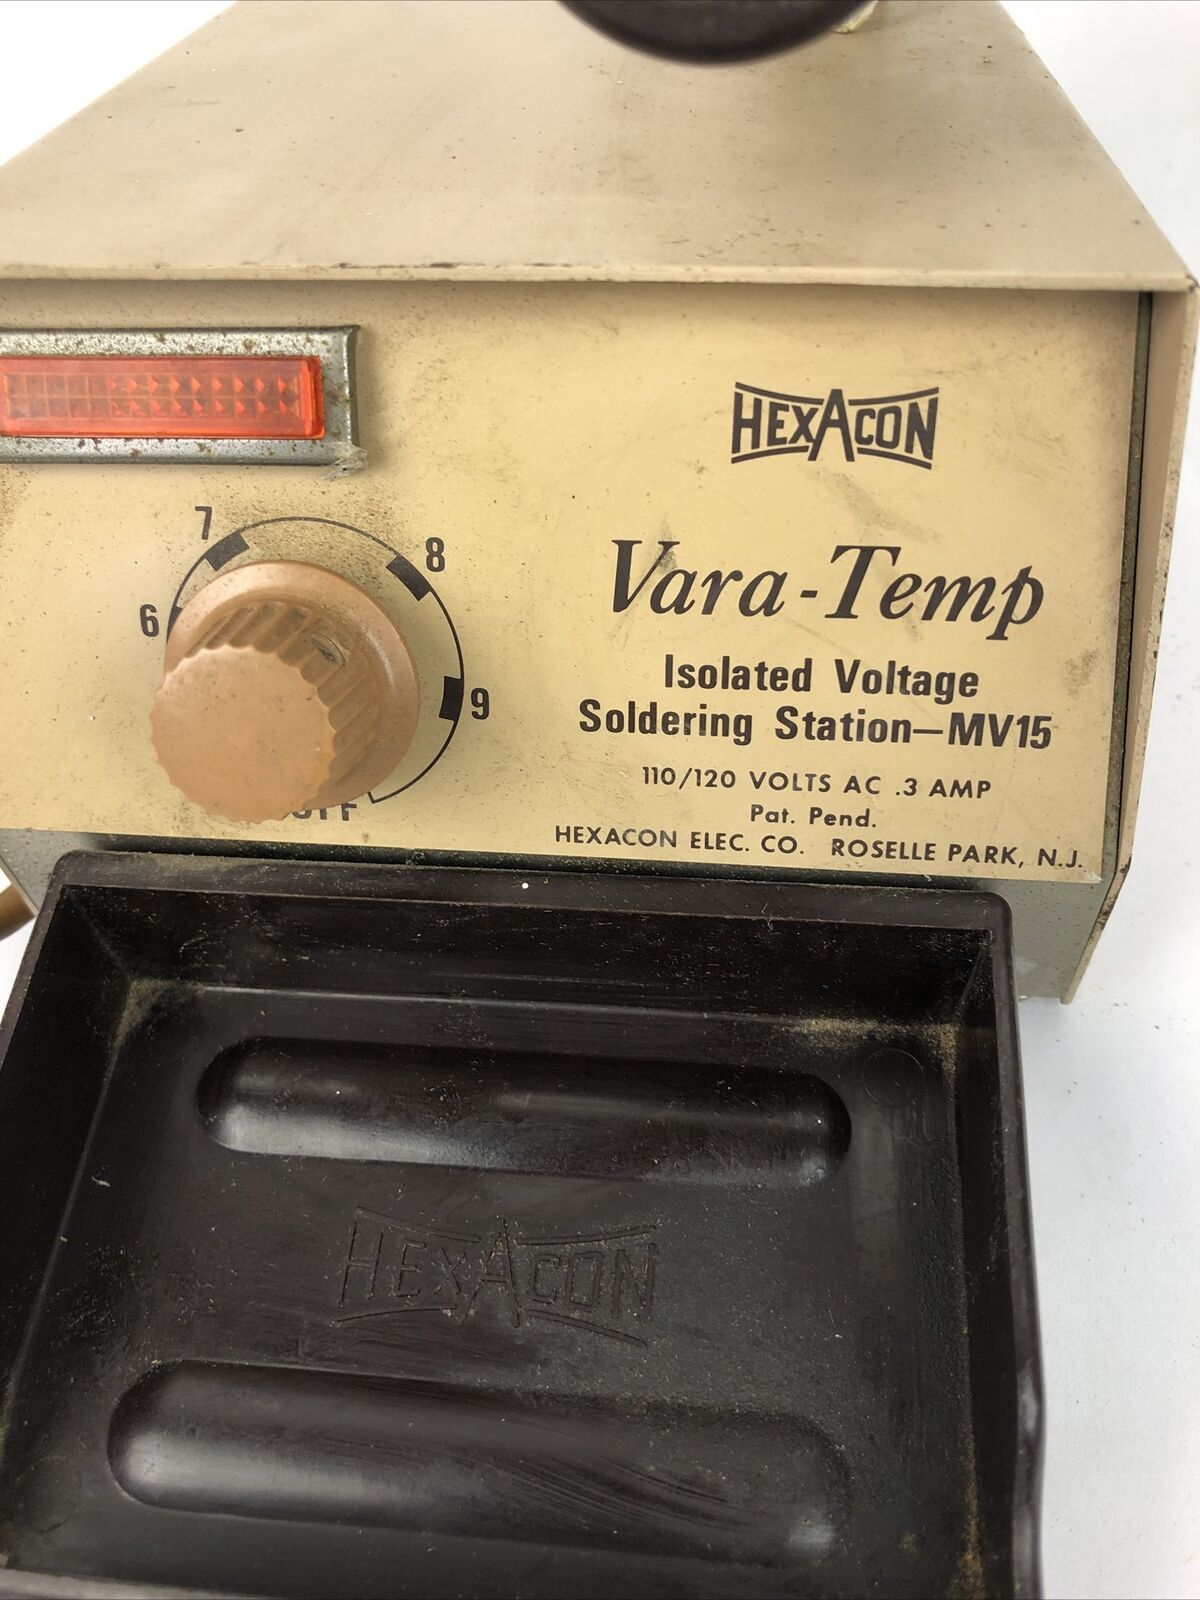 HEXACON
7
8
6
9
Vara-Temp
Isolated Voltage
Soldering Station—MV15
110/120 VOLTS AC .3 AMP
Pat. Pend.
HEXACON ELEC. CO. ROSELLE PARK, N.J.
HEXACON